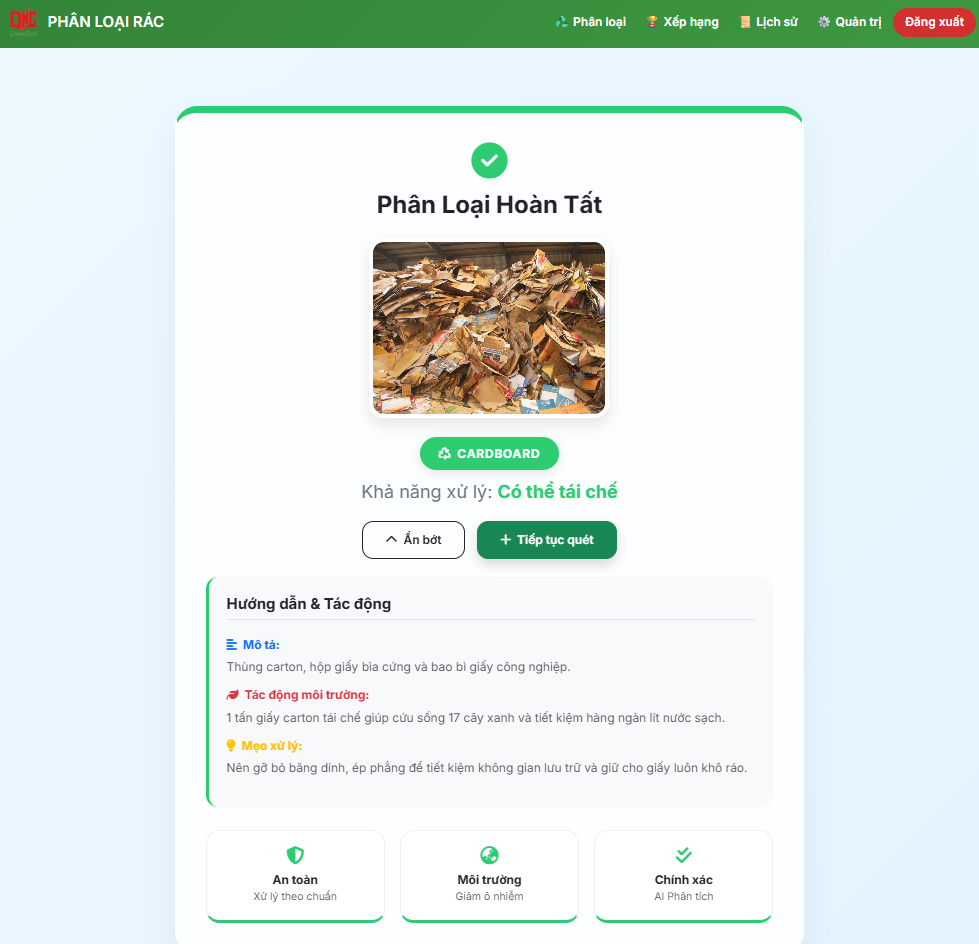 DNC
GreenTech
PHÂN LOẠI RÁC
Phân loại
Xếp hạng
Lịch sử
Quản trị
Đăng xuất
Phân Loại Hoàn Tất
CARDBOARD
Khả năng xử lý: Có thể tái chế
Ẩn bớt
Tiếp tục quét
Hướng dẫn & Tác động
Mô tả:
Thùng carton, hộp giấy bìa cứng và bao bì giấy công nghiệp.
Tác động môi trường:
1 tấn giấy carton tái chế giúp cứu sống 17 cây xanh và tiết kiệm hàng ngàn lít nước sạch.
Mẹo xử lý:
Nên gỡ bỏ băng dính, ép phẳng để tiết kiệm không gian lưu trữ và giữ cho giấy luôn khô ráo.
An toàn
Xử lý theo chuẩn
Môi trường
Giảm ô nhiễm
Chính xác
AI Phân tích